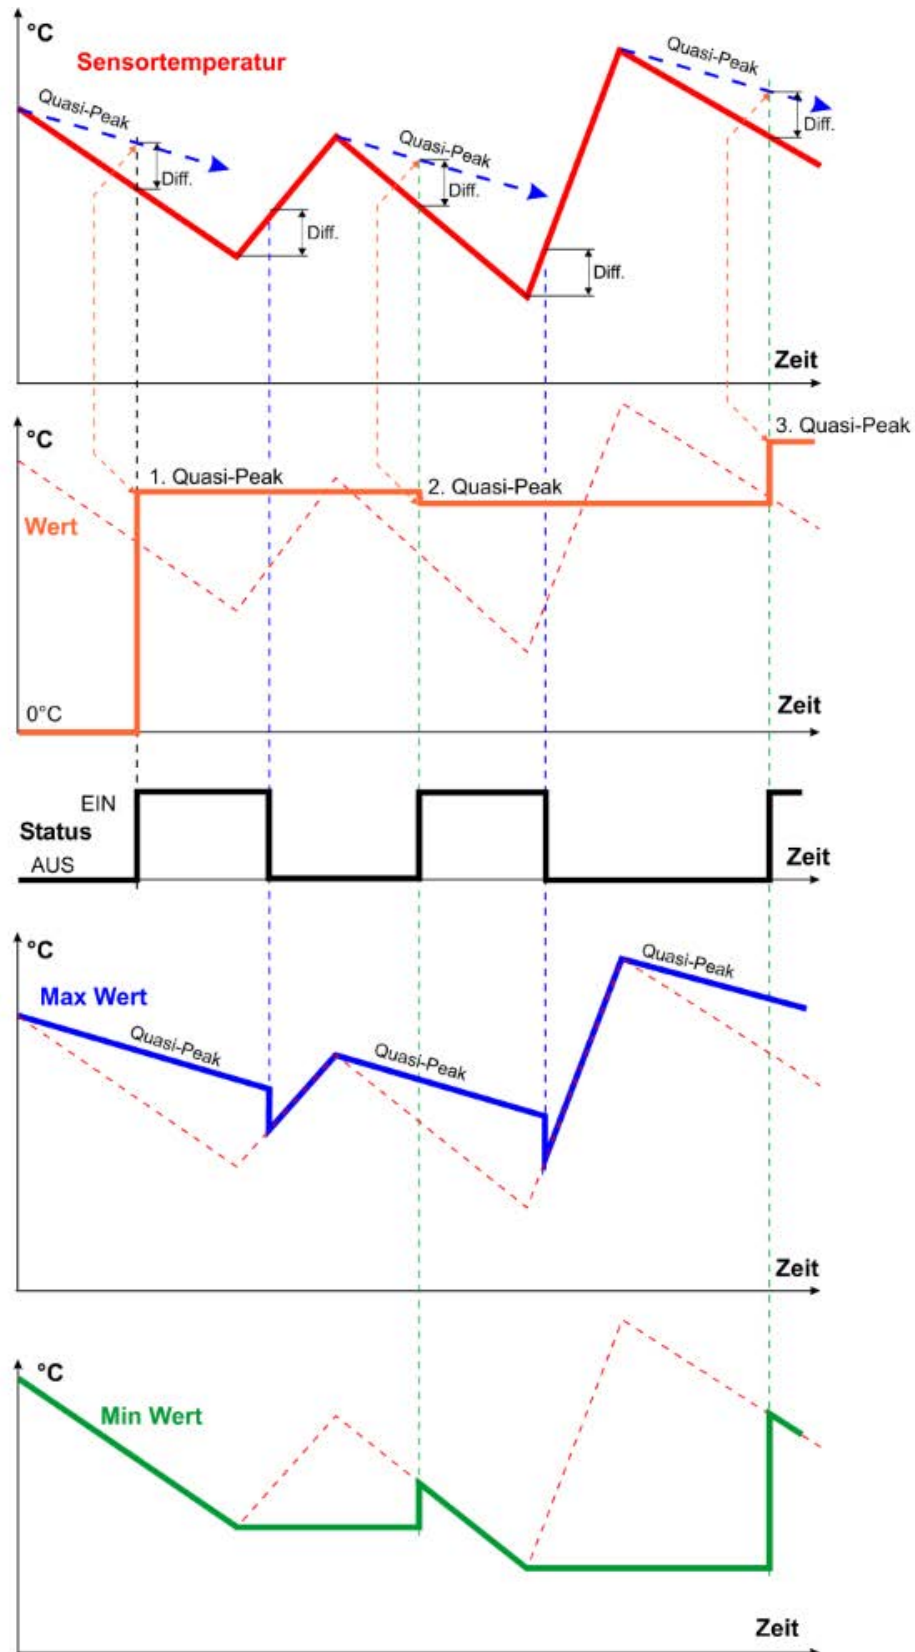 °C
Sensortemperatur
Quasi-Peak
Diff.
Diff.
Quasi-Peak
Diff.
Diff.
Quasi-Peak
Diff.
Zeit
°C
Wert
1. Quasi-Peak
2. Quasi-Peak
3. Quasi-Peak
0°C
Zeit
EIN
Status
AUS
Zeit
°C
Max Wert
Quasi-Peak
Quasi-Peak
Quasi-Peak
Zeit
°C
Min Wert
Zeit